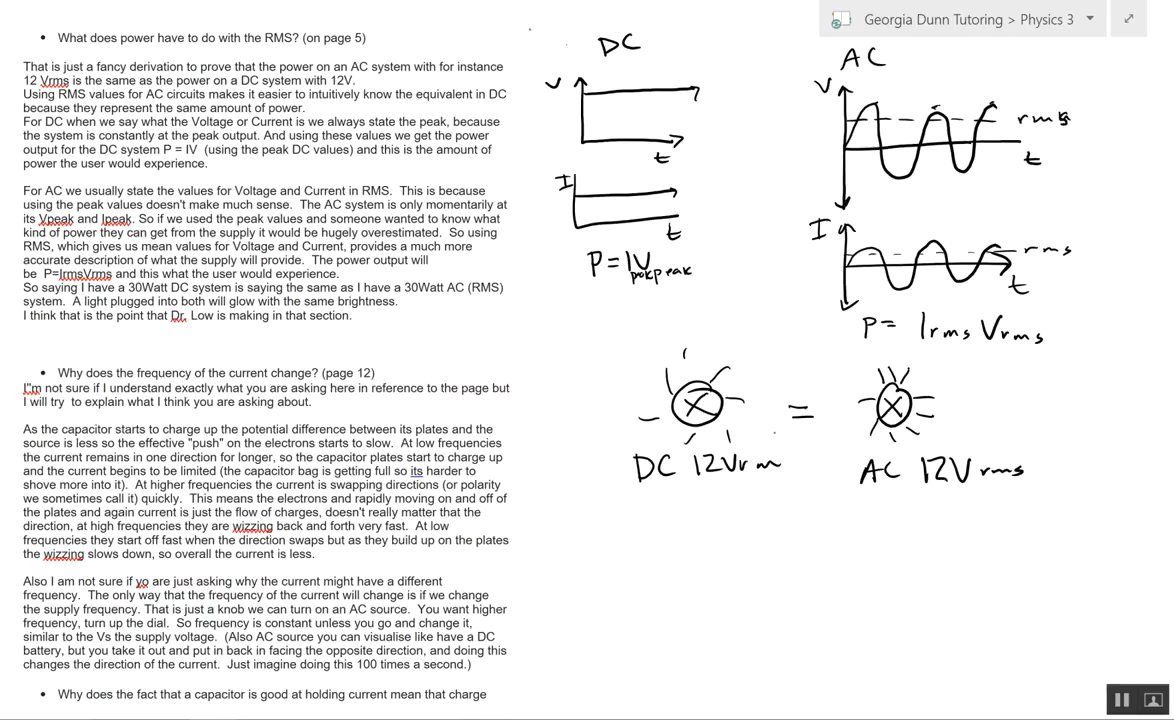 Georgia Dunn Tutoring > Physics 3
• What does power have to do with the RMS? (on page 5)
That is just a fancy derivation to prove that the power on an AC system with for instance
12 Vrms is the same as the power on a DC system with 12V.
Using RMS values for AC circuits makes it easier to intuitively know the equivalent in DC
because they represent the same amount of power.
For DC when we say what the Voltage or Current is we always state the peak, because
the system is constantly at the peak output. And using these values we get the power
output for the DC system P = IV (using the peak DC values) and this is the amount of
power the user would experience.
For AC we usually state the values for Voltage and Current in RMS. This is because
using the peak values doesn't make much sense. The AC system is only momentarily at
its Vpeak and Ipeak. So if we used the peak values and someone wanted to know what
kind of power they can get from the supply it would be hugely overestimated. So using
RMS, which gives us mean values for Voltage and Current, provides a much more
accurate description of what the supply will provide. The power output will
be P=IrmsVrms and this what the user would experience.
So saying I have a 30Watt DC system is saying the same as I have a 30Watt AC (RMS)
system. A light plugged into both will glow with the same brightness.
I think that is the point that Dr. Low is making in that section.
• Why does the frequency of the current change? (page 12)
I"m not sure if I understand exactly what you are asking here in reference to the page but
I will try to explain what I think you are asking about.
As the capacitor starts to charge up the potential difference between its plates and the
source is less so the effective "push" on the electrons starts to slow. At low frequencies
the current remains in one direction for longer, so the capacitor plates start to charge up
and the current begins to be limited (the capacitor bag is getting full so its harder to
shove more into it). At higher frequencies the current is swapping directions (or polarity
we sometimes call it) quickly. This means the electrons and rapidly moving on and off of
the plates and again current is just the flow of charges, doesn't really matter that the
direction, at high frequencies they are wizzing back and forth very fast. At low
frequencies they start off fast when the direction swaps but as they build up on the plates
the wizzing slows down, so overall the current is less.
Also I am not sure if yo are just asking why the current might have a different
frequency. The only way that the frequency of the current will change is if we change
the supply frequency. That is just a knob we can turn on an AC source. You want higher
frequency, turn up the dial. So frequency is constant unless you go and change it,
similar to the Vs the supply voltage. (Also AC source you can visualise like have a DC
battery, but you take it out and put in back in facing the opposite direction, and doing this
changes the direction of the current. Just imagine doing this 100 times a second.)
• Why does the fact that a capacitor is good at holding current mean that charge
DC
V
t
I
t
P=IV
peak
AC
V
rms
t
I
rms
t
P= Irms Vrms
=
DC 12Vrm
AC 12Vrms